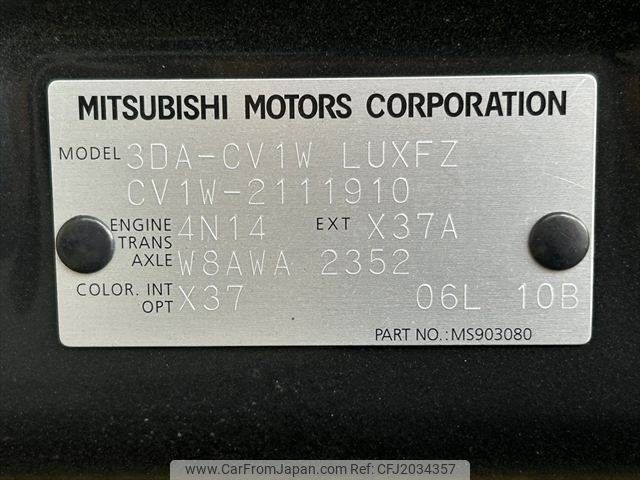 MITSUBISHI MOTORS CORPORATION
MODEL 3DA-CV1W LUXFZ
CV1W-2111910
ENGINE 4N14 EXT X37A
TRANS
AXLE W8AWA 2352
COLOR. INT X37 06L 10B
OPT
PART NO.: MS903080
www.CarFromJapan.com | ID:CFJ2034357